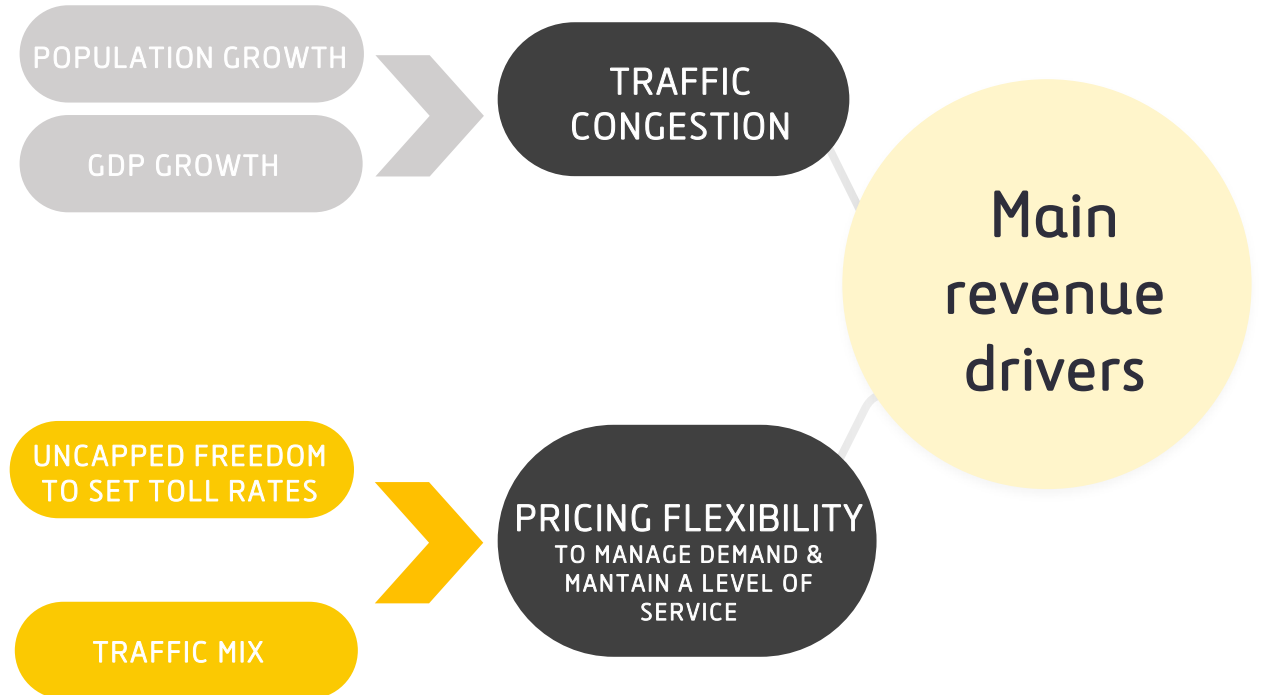 POPULATION GROWTH
GDP GROWTH
TRAFFIC
CONGESTION
Main
revenue
drivers
UNCAPPED FREEDOM
TO SET TOLL RATES
TRAFFIC MIX
PRICING FLEXIBILITY
TO MANAGE DEMAND &
MANTAIN A LEVEL OF
SERVICE